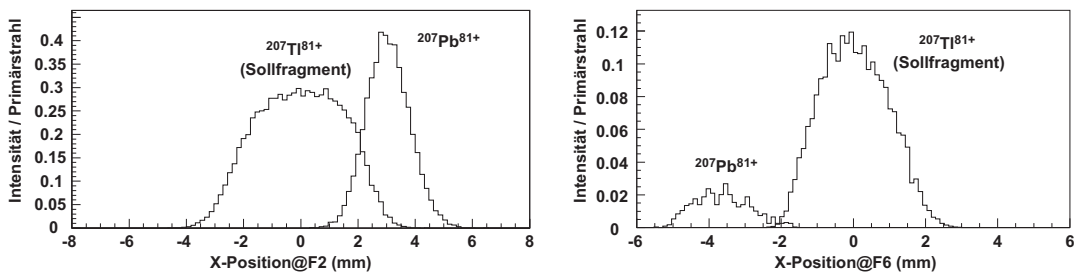 Intensität / Primärstrahl
0.4
0.35
0.3
0.25
0.2
0.15
0.1
0.05
0
207Tl81+
(Sollfragment)
207Pb81+
-8 -6 -4 -2 0 2 4 6 8
X-Position@F2 (mm)
Intensität / Primärstrahl
0.12
0.1
0.08
0.06
0.04
0.02
0
207Tl81+
(Sollfragment)
207Pb81+
-6 -4 -2 0 2 4 6
X-Position@F6 (mm)